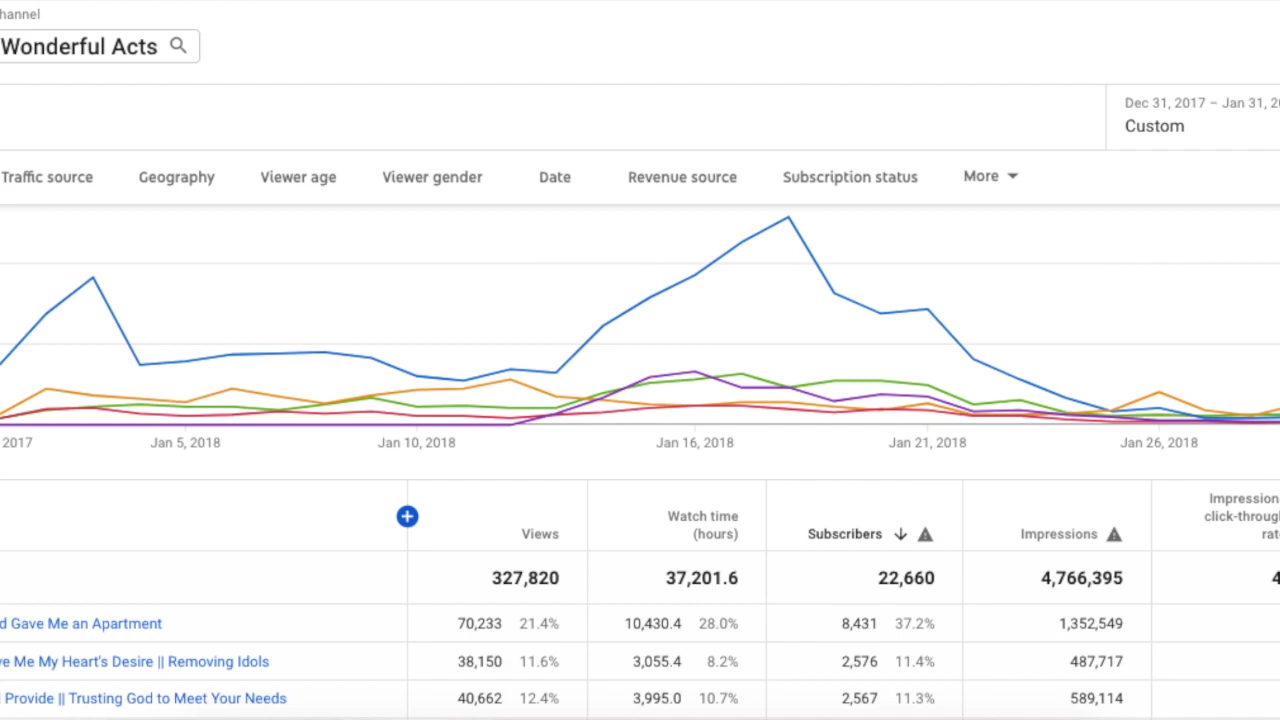 hannel
Wonderful Acts
Dec 31, 2017 – Jan 31, 20
Custom
Traffic source Geography Viewer age Viewer gender Date Revenue source Subscription status More
2017 Jan 5, 2018 Jan 10, 2018 Jan 16, 2018 Jan 21, 2018 Jan 26, 2018
Views
Watch time
(hours)
Subscribers
Impressions
Impression
click-throug
rat
327,820 37,201.6 22,660 4,766,395 4
d Gave Me an Apartment 70,233 21.4% 10,430.4 28.0% 8,431 37.2% 1,352,549
ve Me My Heart's Desire || Removing Idols 38,150 11.6% 3,055.4 8.2% 2,576 11.4% 487,717
l Provide || Trusting God to Meet Your Needs 40,662 12.4% 3,995.0 10.7% 2,567 11.3% 589,114